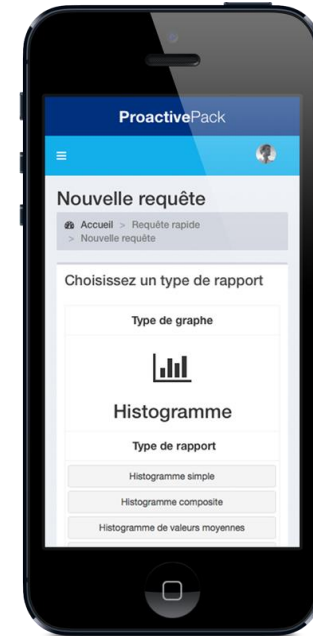 ProactivePack
Nouvelle requête
Accueil > Requête rapide
> Nouvelle requête
Choisissez un type de rapport
Type de graphe
Histogramme
Type de rapport
Histogramme simple
Histogramme composite
Histogramme de valeurs moyennes